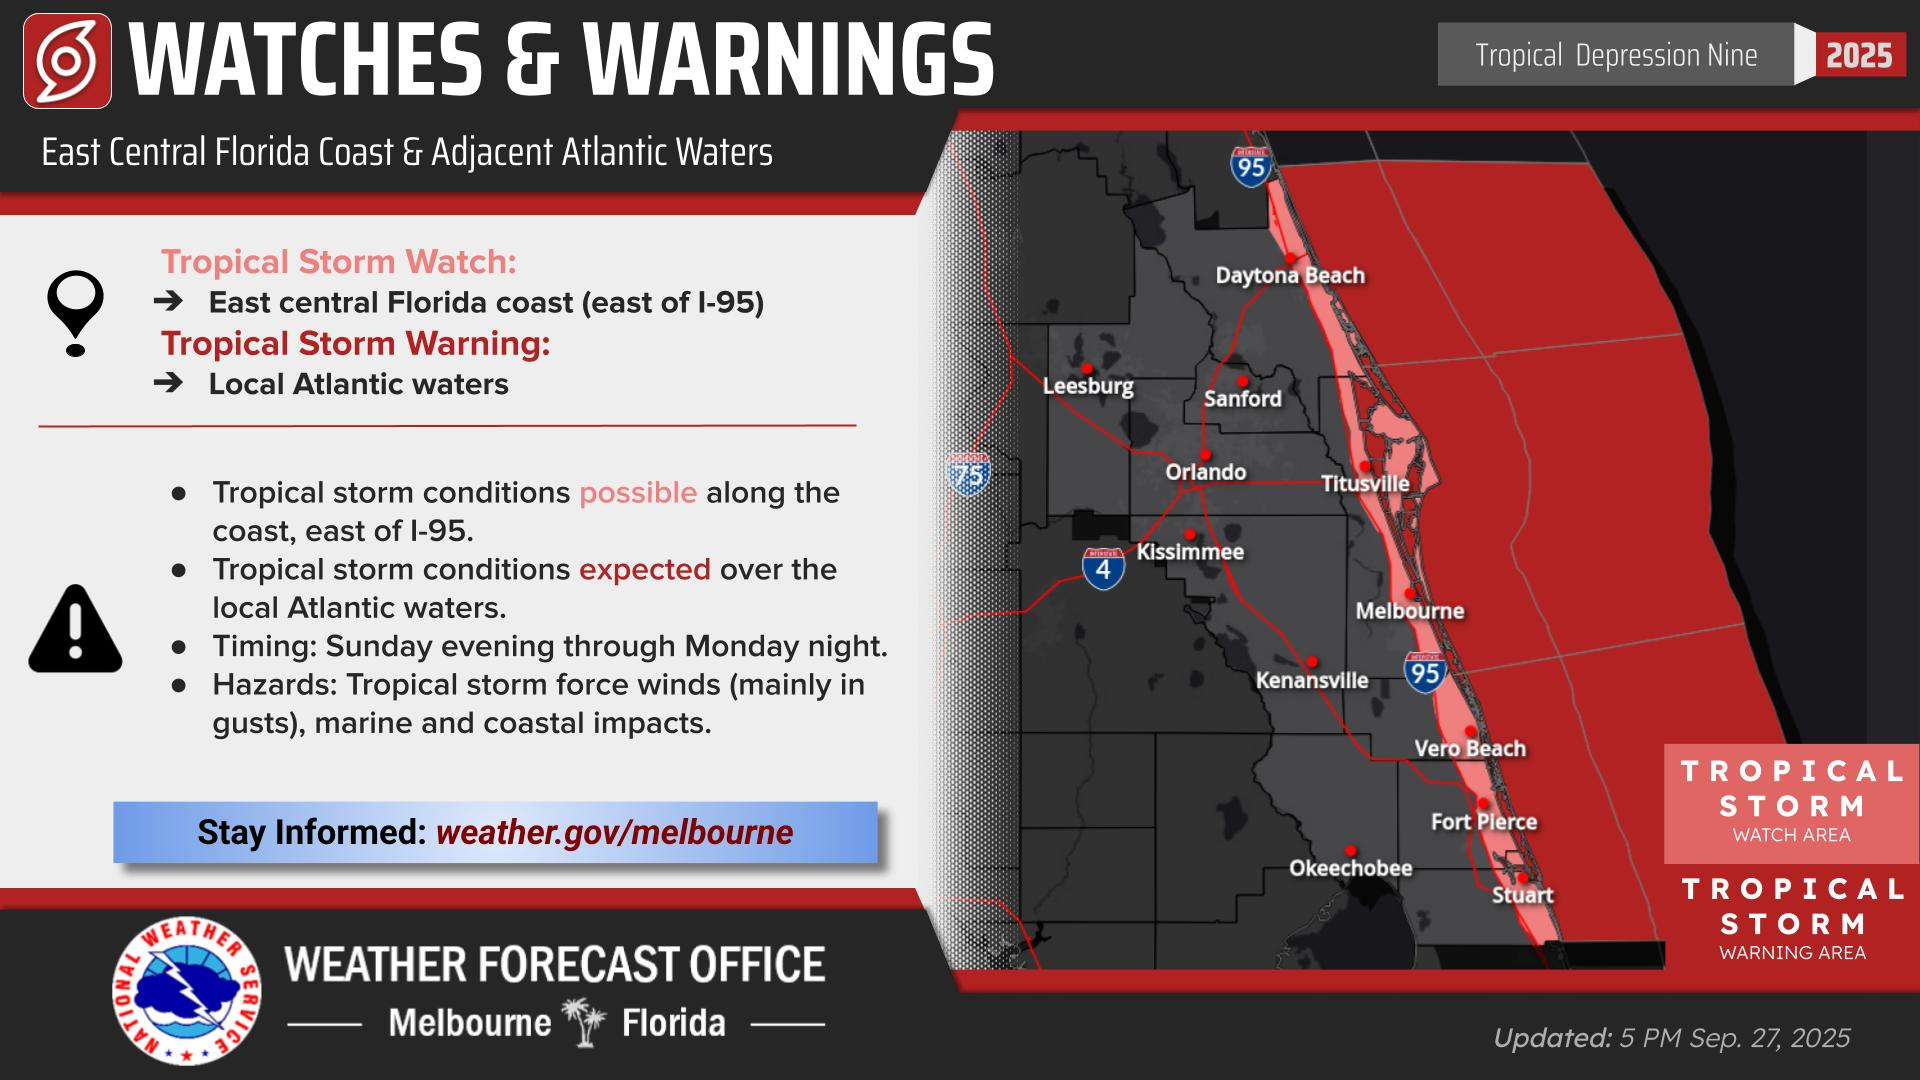 WATCHES & WARNINGS
Tropical Depression Nine
2025
East Central Florida Coast & Adjacent Atlantic Waters
Tropical Storm Watch:
➔ East central Florida coast (east of I-95)
Tropical Storm Warning:
➔ Local Atlantic waters
● Tropical storm conditions possible along the
coast, east of I-95.
● Tropical storm conditions expected over the
local Atlantic waters.
● Timing: Sunday evening through Monday night.
● Hazards: Tropical storm force winds (mainly in
gusts), marine and coastal impacts.
Stay Informed: weather.gov/melbourne
INTERSTATE
95
Daytona Beach
Leesburg
Sanford
75
Orlando
Titusville
Kissimmee
INTERSTATE
4
Melbourne
INTERSTATE
95
Kenansville
Vero Beach
Fort Pierce
Okeechobee
Stuart
TROPICAL
STORM
WATCH AREA
TROPICAL
STORM
WARNING AREA
NATIONAL WEATHER SERVICE
WEATHER FORECAST OFFICE
Melbourne Florida
Updated: 5 PM Sep. 27, 2025